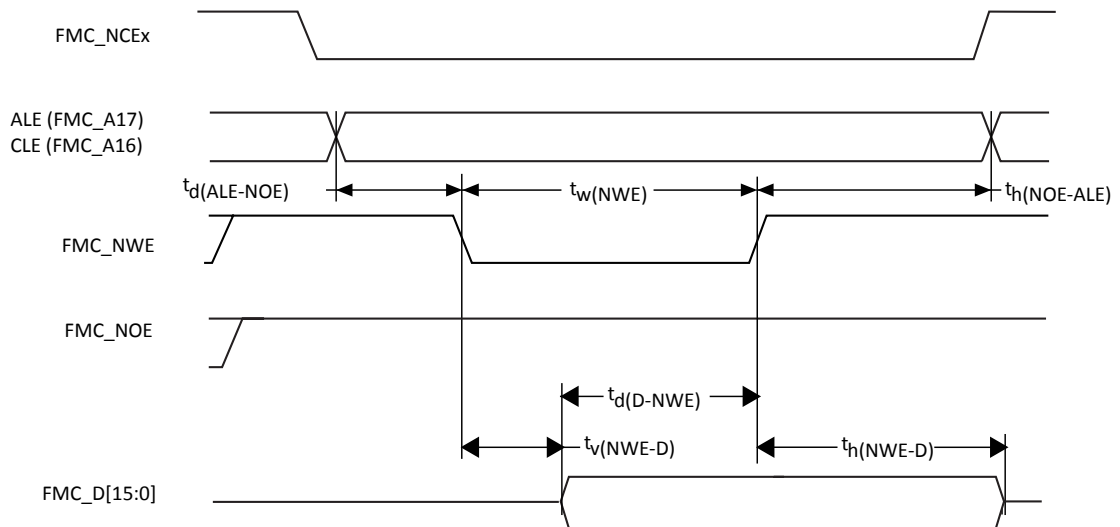 FMC_NCEx
ALE (FMC_A17)
CLE (FMC_A16)
td(ALE-NOE)
tw(NWE)
th(NOE-ALE)
FMC_NWE
FMC_NOE
td(D-NWE)
tv(NWE-D)
th(NWE-D)
FMC_D[15:0]